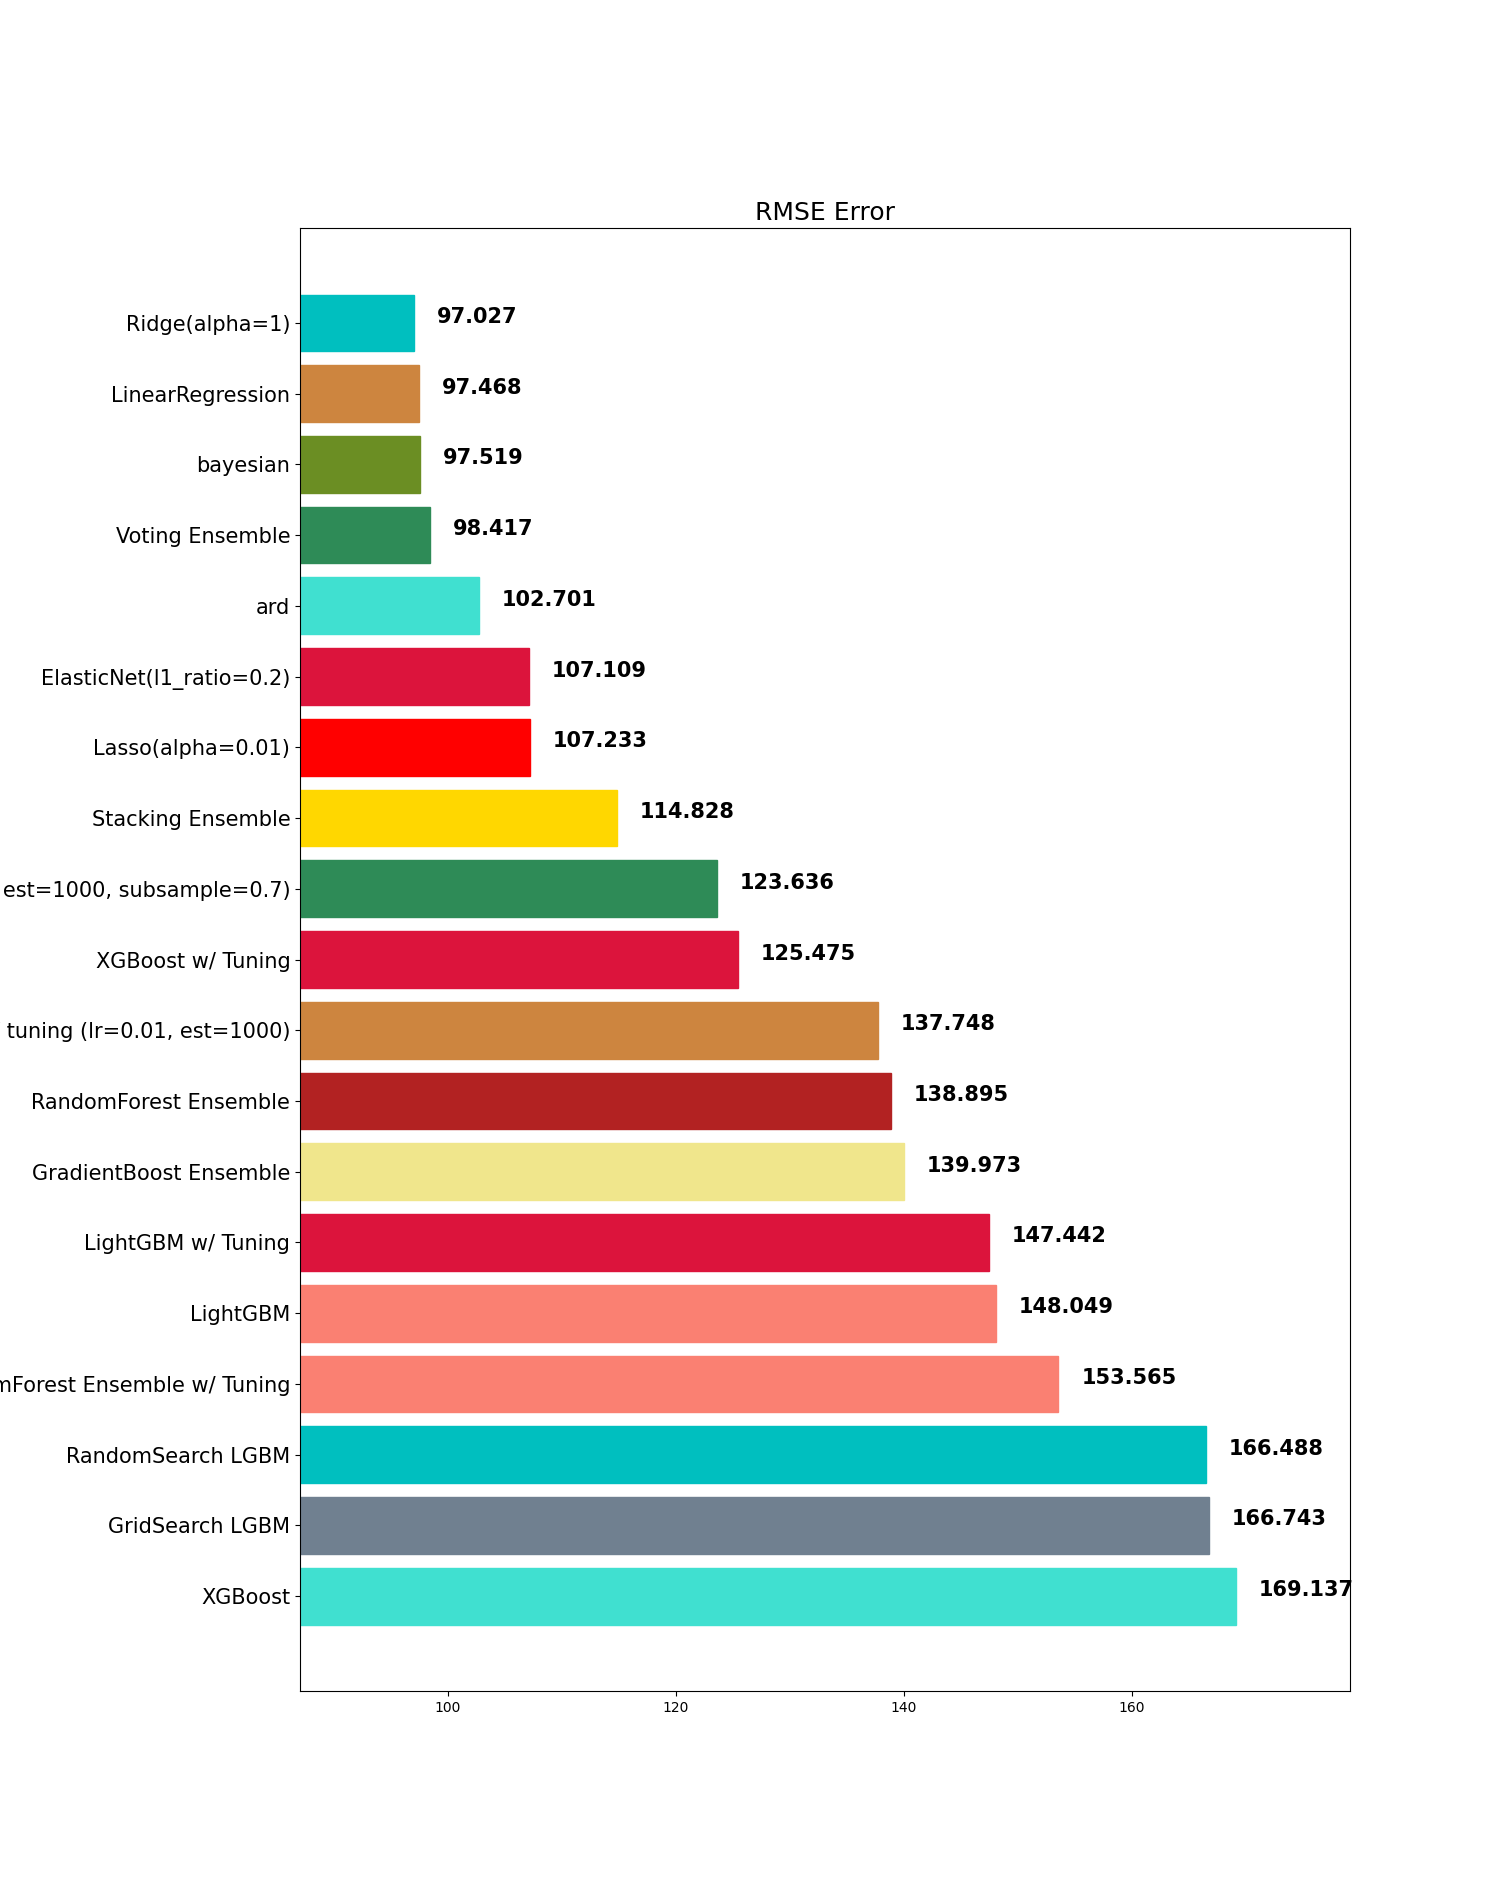 RMSE Error
Ridge(alpha=1) 97.027
LinearRegression 97.468
bayesian 97.519
Voting Ensemble 98.417
ard 102.701
ElasticNet(l1_ratio=0.2) 107.109
Lasso(alpha=0.01) 107.233
Stacking Ensemble 114.828
est=1000, subsample=0.7) 123.636
XGBoost w/ Tuning 125.475
tuning (lr=0.01, est=1000) 137.748
RandomForest Ensemble 138.895
GradientBoost Ensemble 139.973
LightGBM w/ Tuning 147.442
LightGBM 148.049
Ensemble w/ Tuning 153.565
RandomSearch LGBM 166.488
GridSearch LGBM 166.743
XGBoost 169.137
100 120 140 160